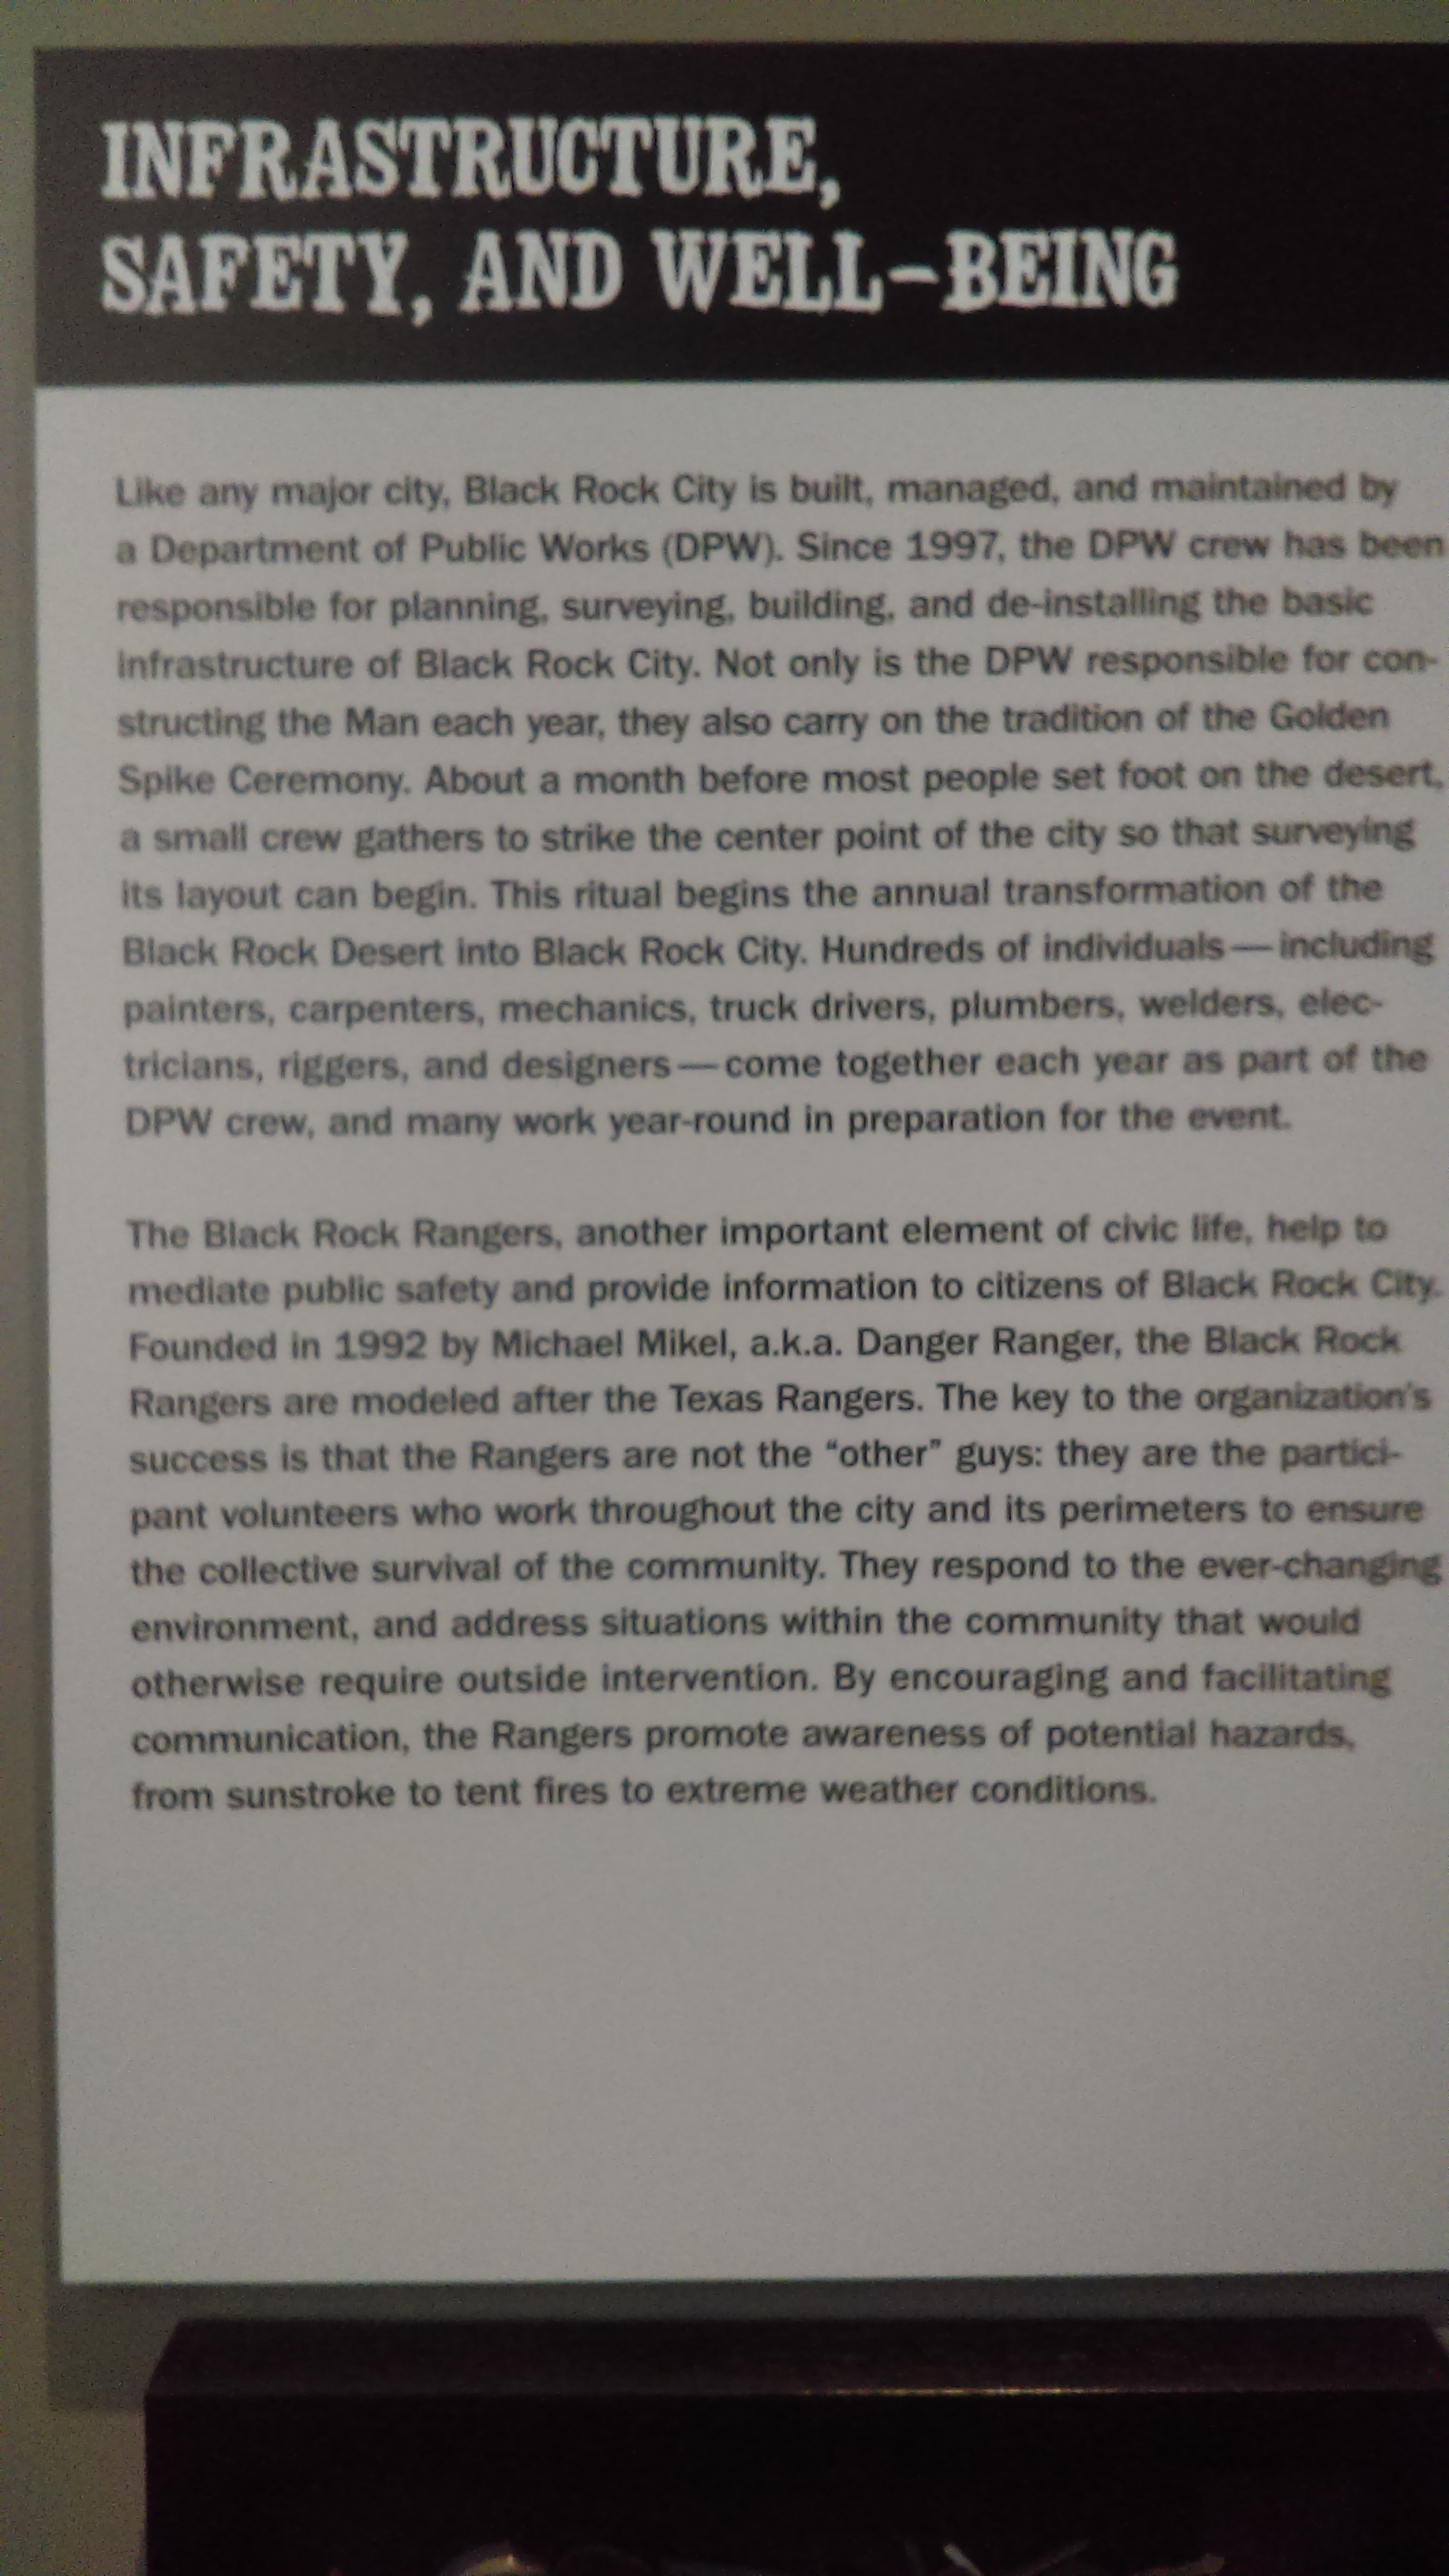 INFRASTRUCTURE,
SAFETY, AND WELL-BEING
Like any major city, Black Rock City is built, managed, and maintained by
a Department of Public Works (DPW). Since 1997, the DPW crew has been
responsible for planning, surveying, building, and de-installing the basic
infrastructure of Black Rock City. Not only is the DPW responsible for con-
structing the Man each year, they also carry on the tradition of the Golden
Spike Ceremony. About a month before most people set foot on the desert,
a small crew gathers to strike the center point of the city so that surveying
its layout can begin. This ritual begins the annual transformation of the
Black Rock Desert into Black Rock City. Hundreds of individuals—including
painters, carpenters, mechanics, truck drivers, plumbers, welders, elec-
tricians, riggers, and designers—come together each year as part of the
DPW crew, and many work year-round in preparation for the event.
The Black Rock Rangers, another important element of civic life, help to
mediate public safety and provide information to citizens of Black Rock City.
Founded in 1992 by Michael Mikel, a.k.a. Danger Ranger, the Black Rock
Rangers are modeled after the Texas Rangers. The key to the organization's
success is that the Rangers are not the “other” guys: they are the partici-
pant volunteers who work throughout the city and its perimeters to ensure
the collective survival of the community. They respond to the ever-changing
environment, and address situations within the community that would
otherwise require outside intervention. By encouraging and facilitating
communication, the Rangers promote awareness of potential hazards,
from sunstroke to tent fires to extreme weather conditions.